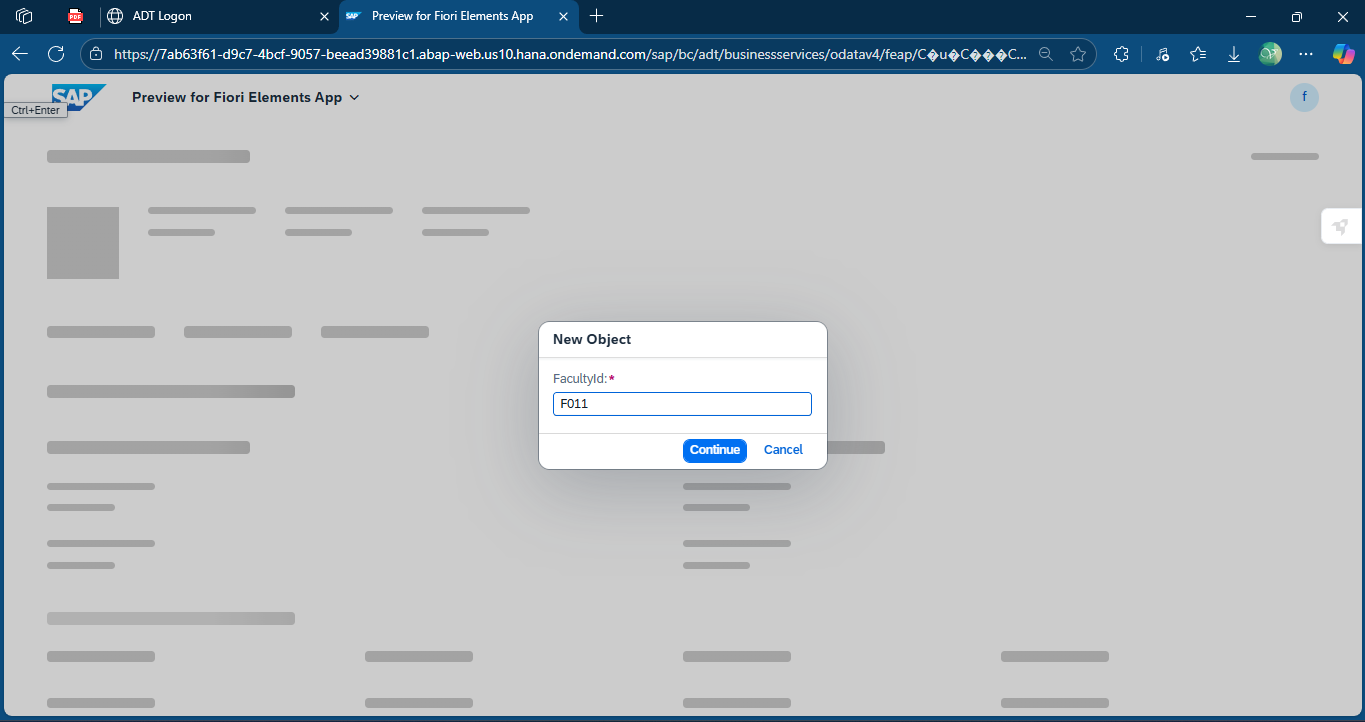 ADT Logon
Preview for Fiori Elements App
https://7ab63f61-d9c7-4bcf-9057-beead39881c1.abap-web.us10.hana.ondemand.com/sap/bc/adt/businessservices/odatav4/feap/C�u�C���C...
SAP
Preview for Fiori Elements App
f
Ctrl+Enter
New Object
FacultyId:*
F011
Continue
Cancel